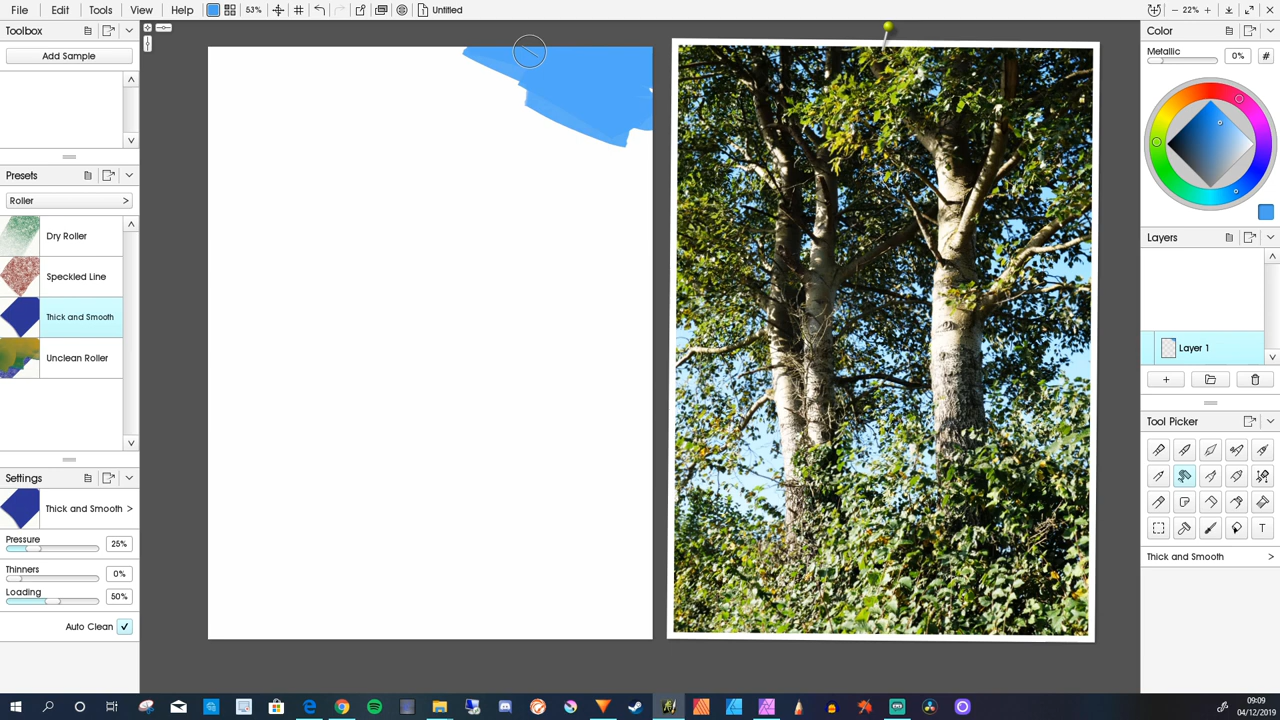 File Edit Tools View Help 53% Untitled 22%
Toolbox
Add Sample
Presets
Roller >
Dry Roller
Speckled Line
Thick and Smooth
Unclean Roller
Settings
Thick and Smooth >
Pressure
25%
Thinners
0%
Loading
50%
Auto Clean
Color
Metallic
0% #
Layers
Layer 1
Tool Picker
T
Thick and Smooth >
09:09
04/12/2019